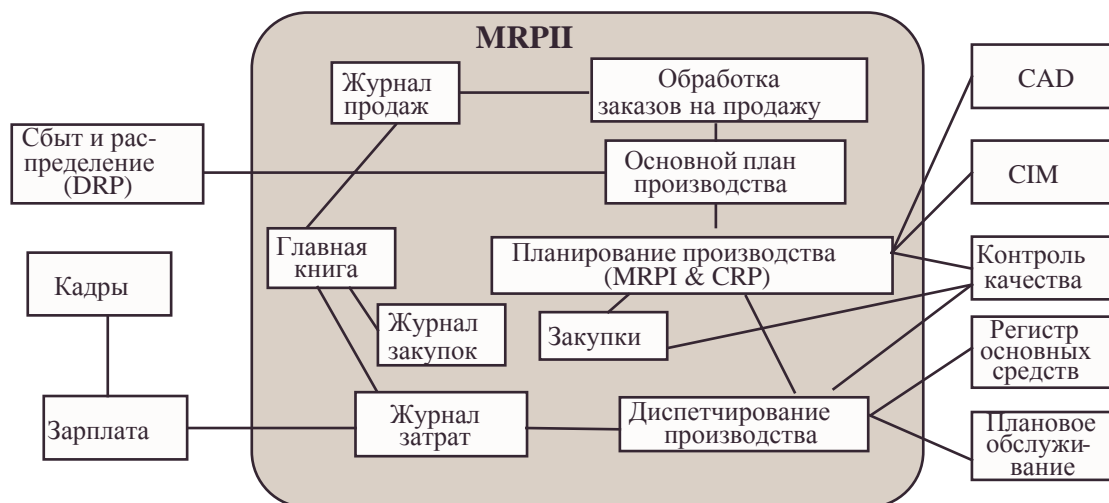 MRPII
Журнал
продаж
Обработка
заказов на продажу
CAD
Сбыт и рас-
пределение
(DRP)
Основной план
производства
CIM
Главная
книга
Планирование производства
(MRPI & CRP)
Контроль
качества
Кадры
Журнал
закупок
Закупки
Регистр
основных
средств
Зарплата
Журнал
затрат
Диспетчирование
производства
Плановое
обслужи-
вание